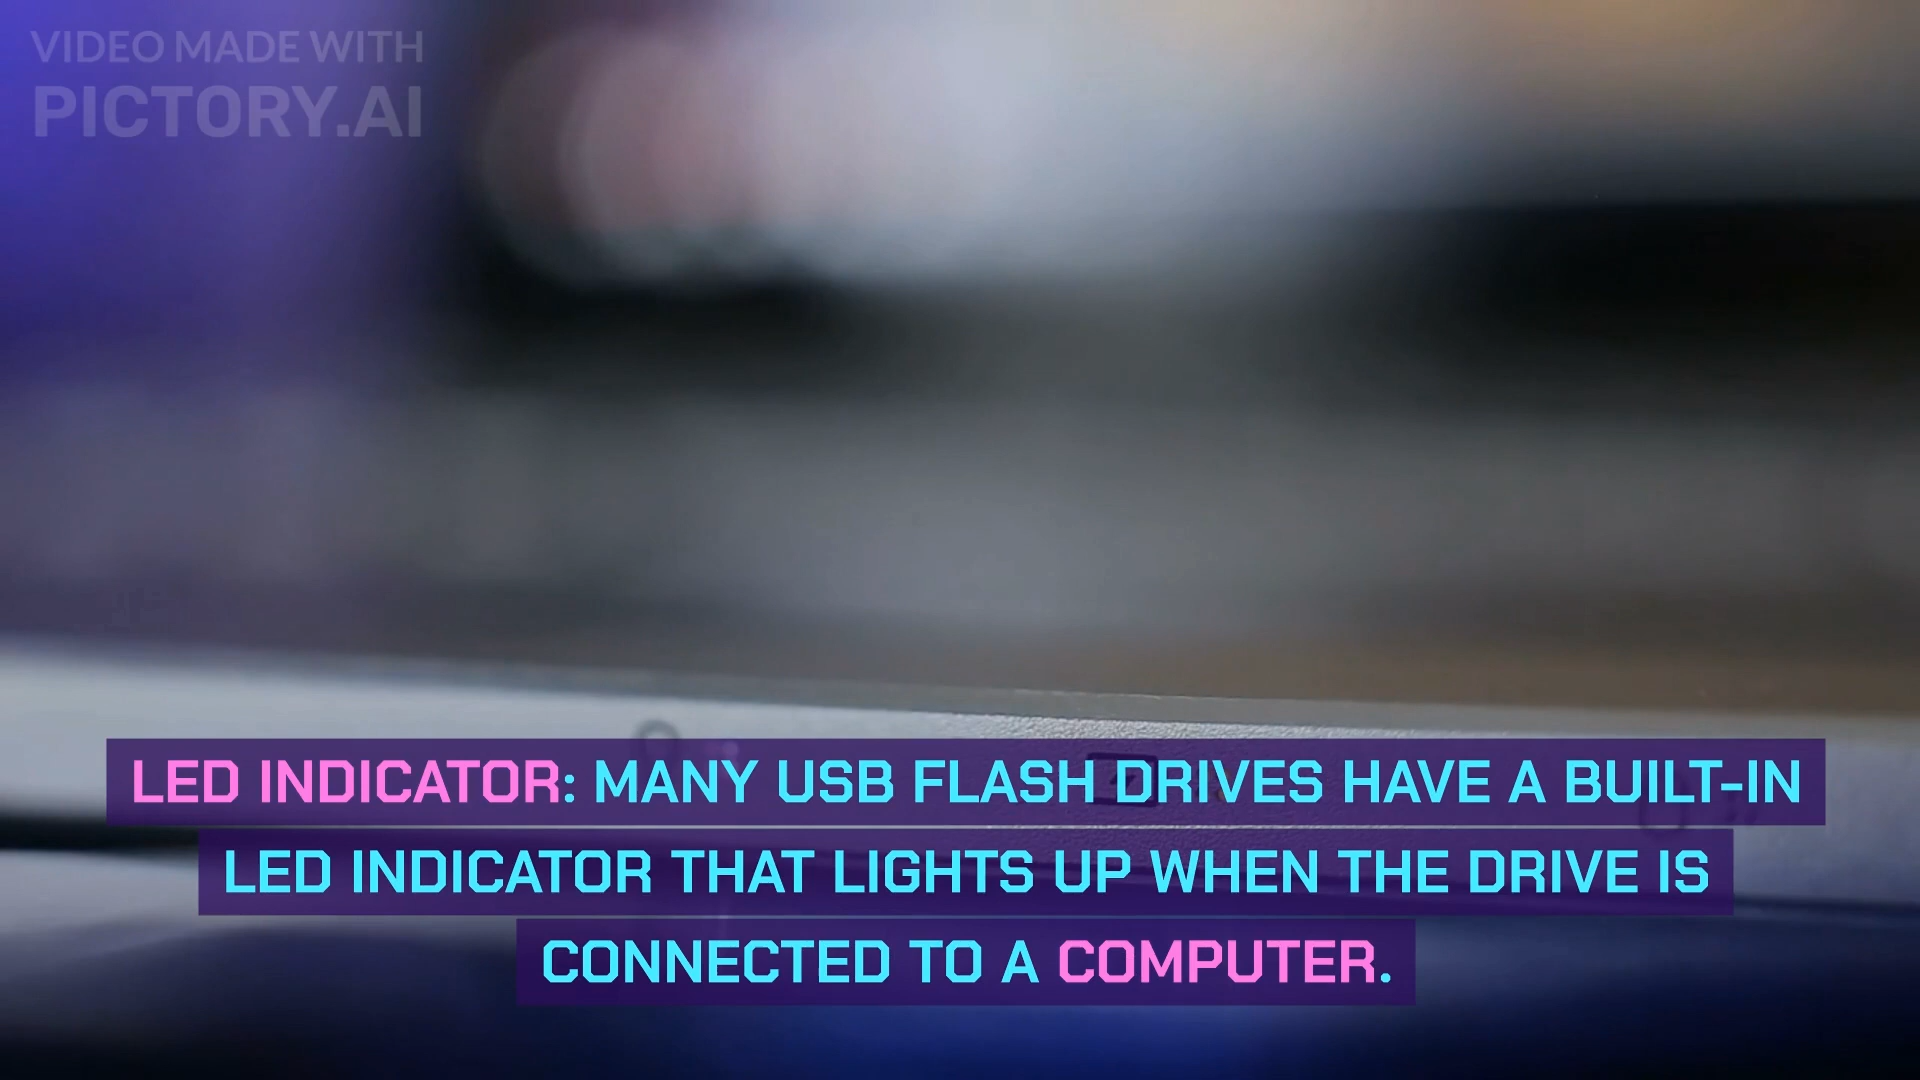 VIDEO MADE WITH
PICTORY.AI
LED INDICATOR: MANY USB FLASH DRIVES HAVE A BUILT-IN
LED INDICATOR THAT LIGHTS UP WHEN THE DRIVE IS
CONNECTED TO A COMPUTER.